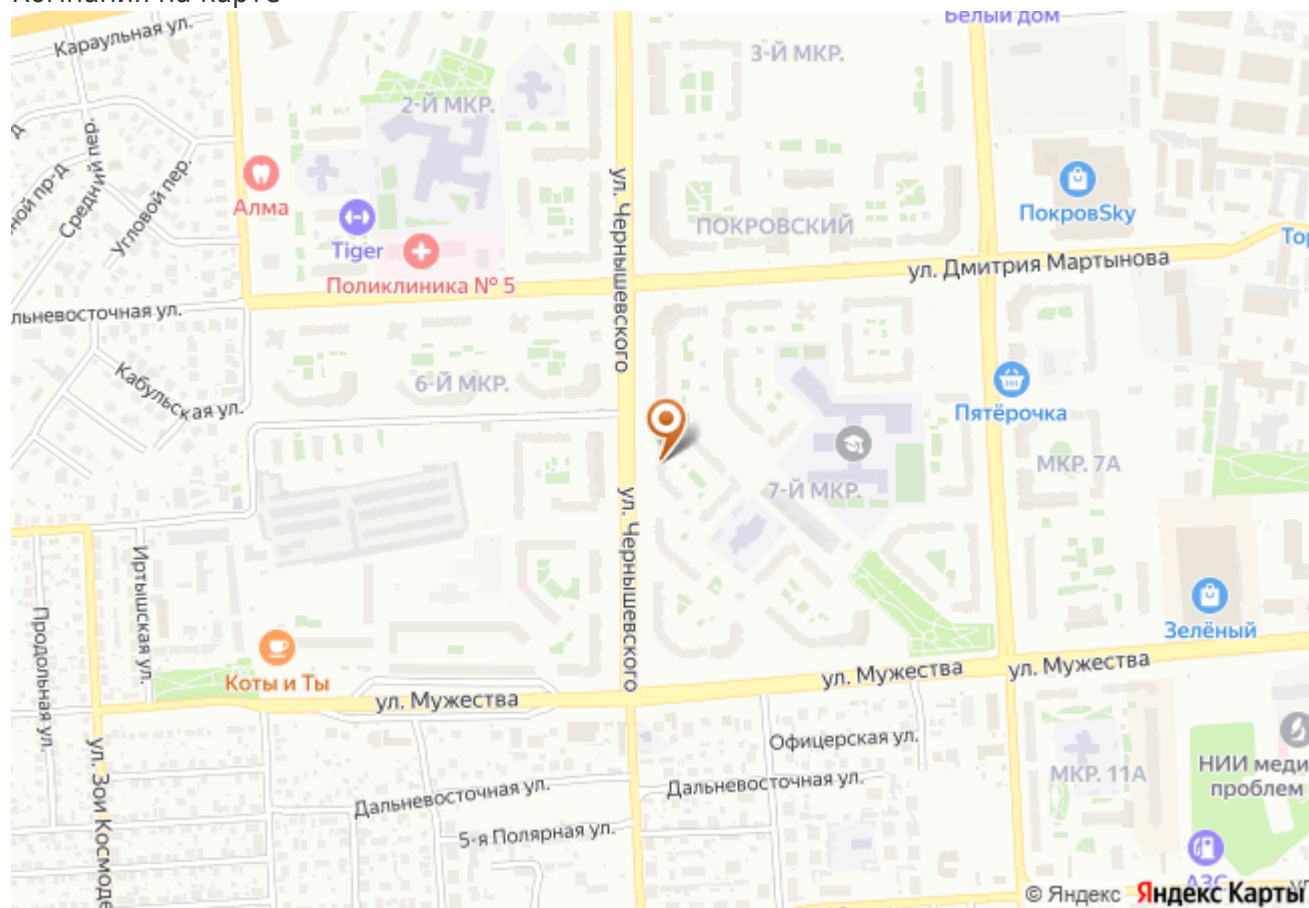 Караульная ул.
Белый дом
3-Й МКР.
2-Й МКР.
Средний пер.
Угловой пер.
ул. Чернышевского
Алма
Tiger
Поликлиника № 5
ПОКРОВСКИЙ
ПокровSky
ул. Дмитрия Мартынова
Кабульская ул.
6-Й МКР.
Пятёрочка
МКР. 7А
7-Й МКР.
ул. Чернышевского
Иртышская ул.
Продольная ул.
Зелёный
Коты и Ты
ул. Мужества
ул. Мужества
ул. Мужества
ул. Зои Космоде
Офицерская ул.
Дальневосточная ул.
Дальневосточная ул.
5-я Полярная ул.
МКР. 11А
НИИ меди
проблем
АЗС
© Яндекс Яндекс Карты